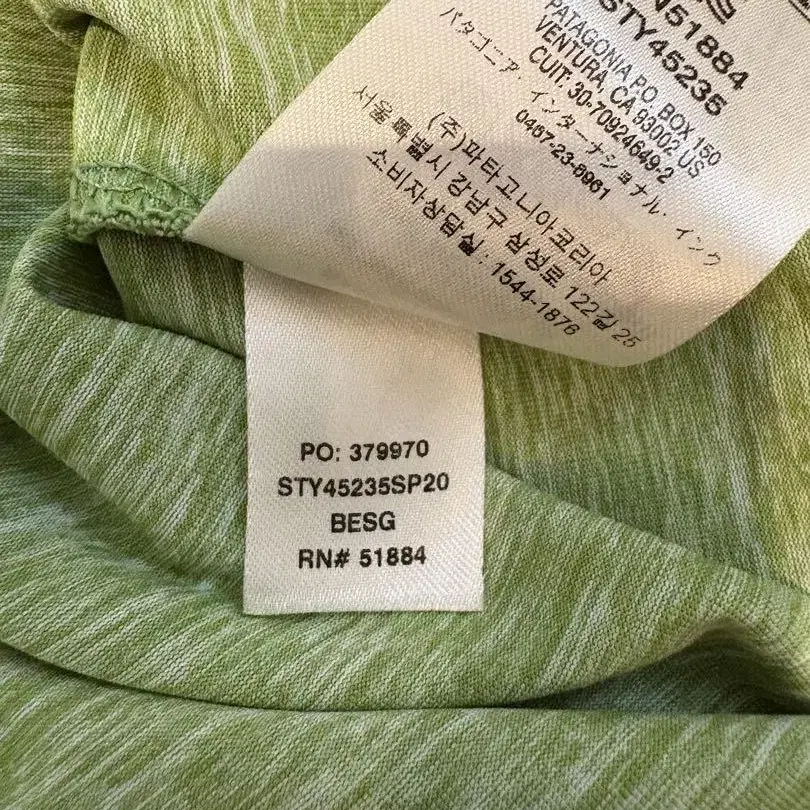 N51884
STY45235
PATAGONIA P.O. BOX 150
VENTURA, CA 93002 US
CUIT: 30-70924649-2
パタゴニア・インターナショナル・インク
0467-23-8961
(주)파타고니아코리아
서울특별시 강남구 삼성로 122길 25
소비자상담실 : 1544-1876
PO: 379970
STY45235SP20
BESG
RN# 51884